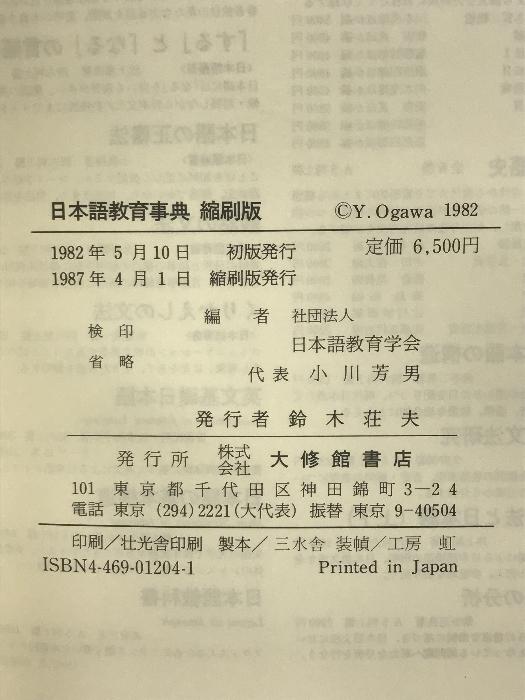 日本語教育事典 縮刷版 ©Y. Ogawa 1982
1982年5月10日 初版発行 定価 6,500円
1987年4月1日 縮刷版発行
検印
省略
編者 社団法人
日本語教育学会
代表 小川芳男
発行者 鈴木荘夫
発行所 株式会社 大修館書店
101 東京都千代田区神田錦町3-24
電話 東京 (294)2221(大代表) 振替 東京 9-40504
印刷/壮光舎印刷 製本/三水舎 装幀/工房 虹
ISBN4-469-01204-1 Printed in Japan